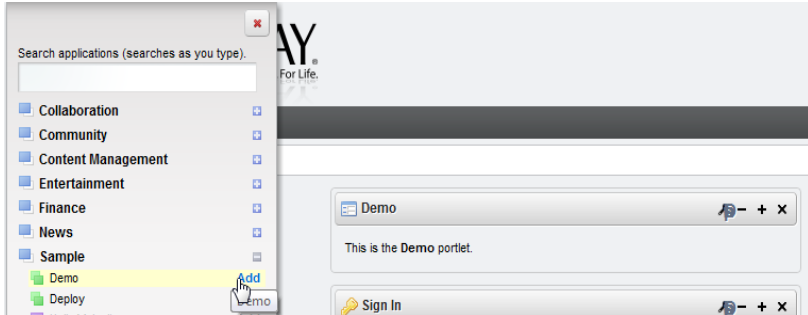 Search applications (searches as you type).
AY.
For Life.
Collaboration
Community
Content Management
Entertainment
Finance
News
Sample
Demo Add
Demo
Deploy
Demo
This is the Demo portlet.
Sign In